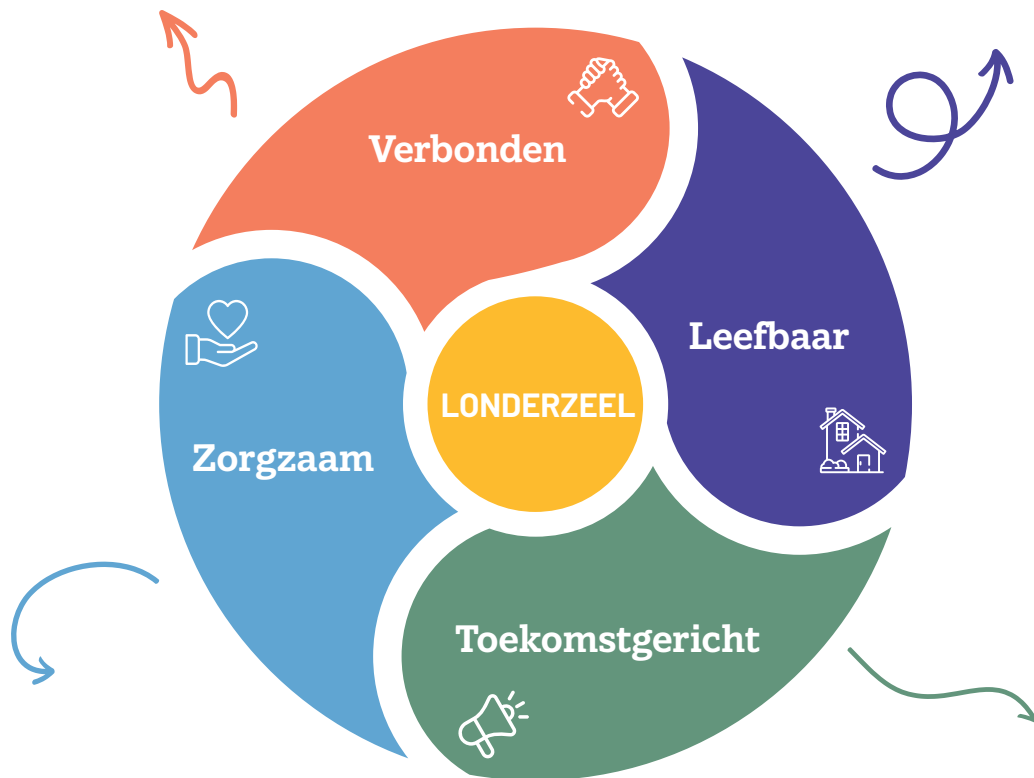 Verbonden
Leefbaar
LONDERZEEL
Zorgzaam
Toekomstgericht